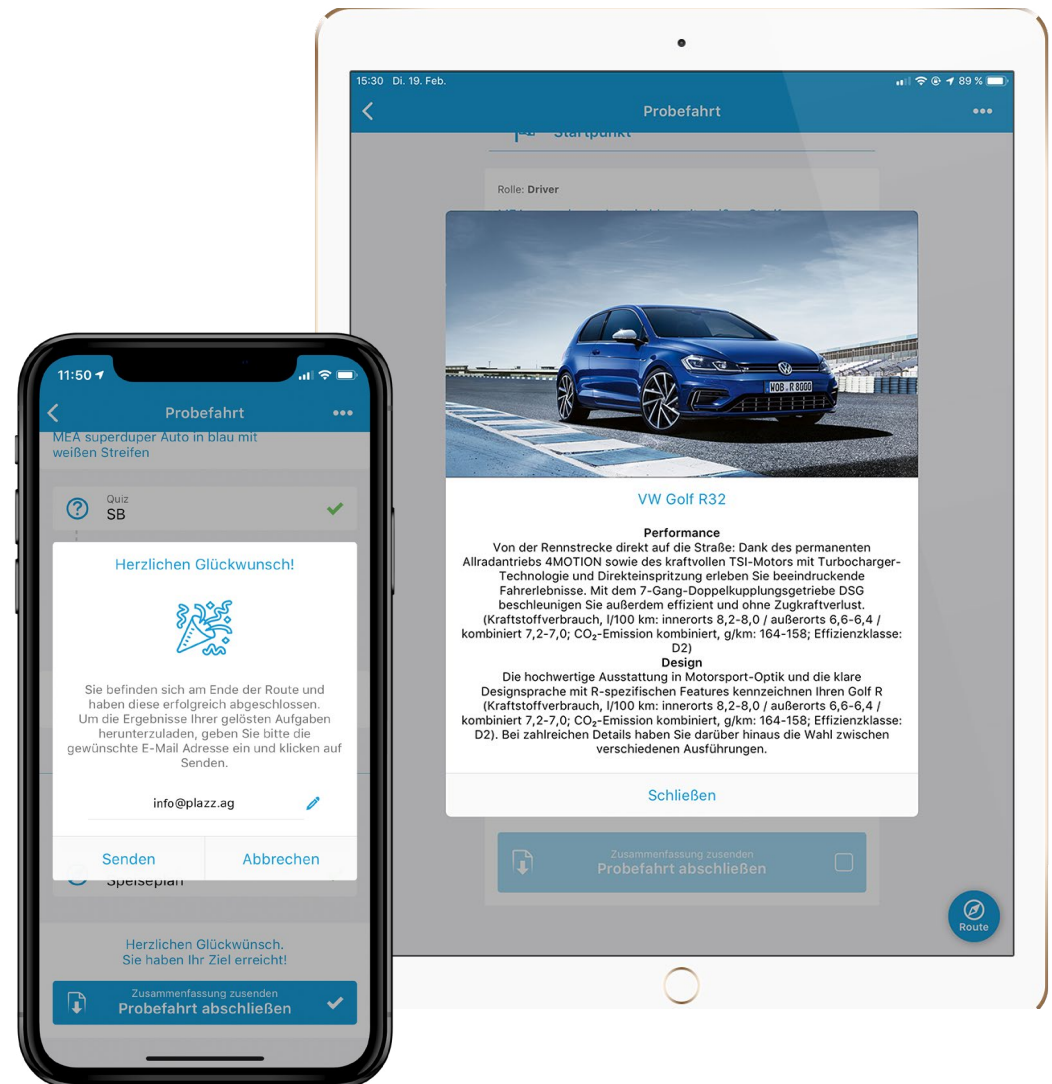 15:30 Di. 19. Feb.
89 %
Probefahrt
Startpunkt
Rolle: Driver
WOB R 8000
VW Golf R32
Performance
Von der Rennstrecke direkt auf die Straße: Dank des permanenten
Allradantriebs 4MOTION sowie des kraftvollen TSI-Motors mit Turbocharger-
Technologie und Direkteinspritzung erleben Sie beeindruckende
Fahrerlebnisse. Mit dem 7-Gang-Doppelkupplungsgetriebe DSG
beschleunigen Sie außerdem effizient und ohne Zugkraftverlust.
(Kraftstoffverbrauch, l/100 km: innerorts 8,2-8,0 / außerorts 6,6-6,4 /
kombiniert 7,2-7,0; CO₂-Emission kombiniert, g/km: 164-158; Effizienzklasse:
D2)
Design
Die hochwertige Ausstattung in Motorsport-Optik und die klare
Designsprache mit R-spezifischen Features kennzeichnen Ihren Golf R
(Kraftstoffverbrauch, l/100 km: innerorts 8,2-8,0 / außerorts 6,6-6,4 /
kombiniert 7,2-7,0; CO₂-Emission kombiniert, g/km: 164-158; Effizienzklasse:
D2). Bei zahlreichen Details haben Sie darüber hinaus die Wahl zwischen
verschiedenen Ausführungen.
Schließen
Zusammenfassung zusenden
Probefahrt abschließen
Route
11:50
Probefahrt
MEA superduper Auto in blau mit
weißen Streifen
Quiz
SB
Herzlichen Glückwunsch!
Sie befinden sich am Ende der Route und
haben diese erfolgreich abgeschlossen.
Um die Ergebnisse Ihrer gelösten Aufgaben
herunterzuladen, geben Sie bitte die
gewünschte E-Mail Adresse ein und klicken auf
Senden.
info@plazz.ag
Senden
Abbrechen
Speiseplan
Herzlichen Glückwünsch.
Sie haben Ihr Ziel erreicht!
Zusammenfassung zusenden
Probefahrt abschließen